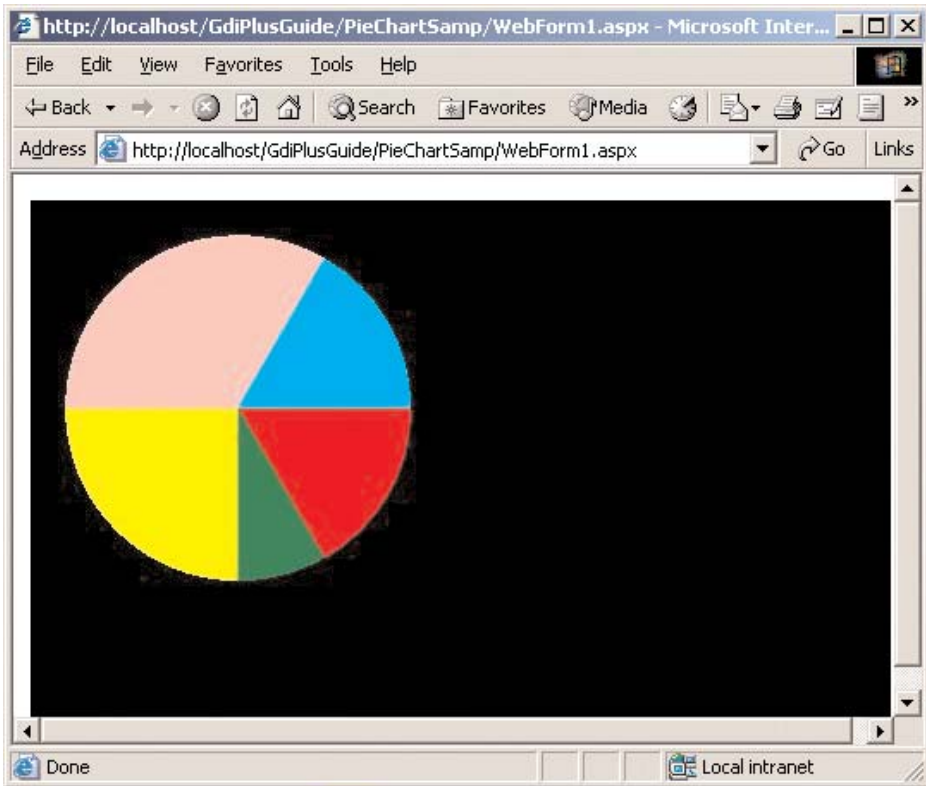 http://localhost/GdiPlusGuide/PieChartSamp/WebForm1.aspx - Microsoft Inter...
File Edit View Favorites Tools Help
Back Search Favorites Media »
Address http://localhost/GdiPlusGuide/PieChartSamp/WebForm1.aspx Go Links
Done Local intranet